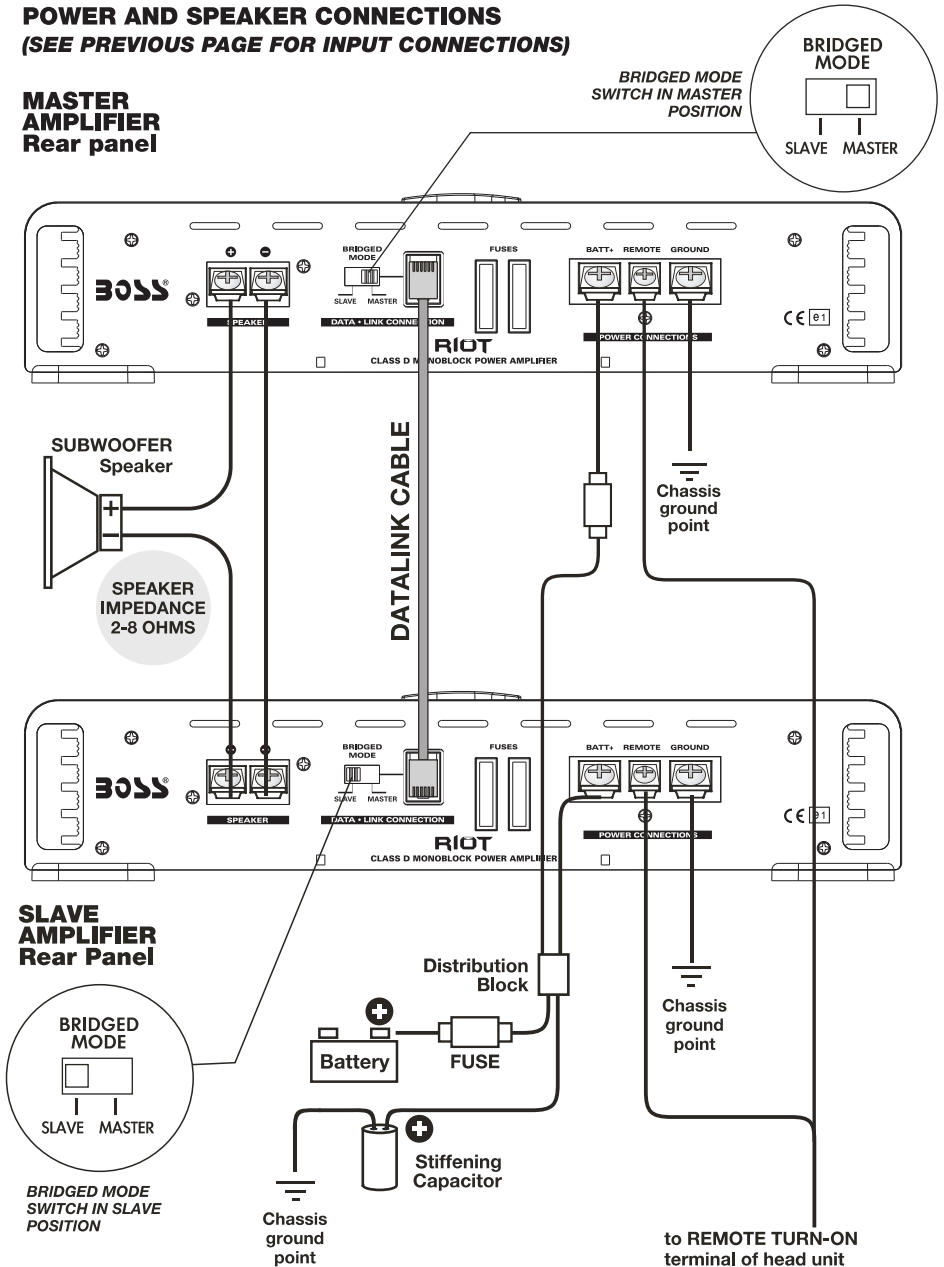 POWER AND SPEAKER CONNECTIONS
(SEE PREVIOUS PAGE FOR INPUT CONNECTIONS)
MASTER
AMPLIFIER
Rear panel
BRIDGED MODE
SWITCH IN MASTER
POSITION
BRIDGED
MODE
SLAVE MASTER
BOSS®
+ −
SPEAKER
BRIDGED
MODE
SLAVE MASTER
DATA • LINK CONNECTION
FUSES
BATT+ REMOTE GROUND
POWER CONNECTIONS
CE e1
RIOT
CLASS D MONOBLOCK POWER AMPLIFIER
SUBWOOFER
Speaker
+
−
SPEAKER
IMPEDANCE
2-8 OHMS
DATALINK CABLE
Chassis
ground
point
BOSS®
SPEAKER
BRIDGED
MODE
SLAVE MASTER
DATA • LINK CONNECTION
FUSES
BATT+ REMOTE GROUND
POWER CONNECTIONS
CE e1
RIOT
CLASS D MONOBLOCK POWER AMPLIFIER
SLAVE
AMPLIFIER
Rear Panel
BRIDGED
MODE
SLAVE MASTER
BRIDGED MODE
SWITCH IN SLAVE
POSITION
Distribution
Block
+
Battery
FUSE
+
Stiffening
Capacitor
Chassis
ground
point
Chassis
ground
point
to REMOTE TURN-ON
terminal of head unit